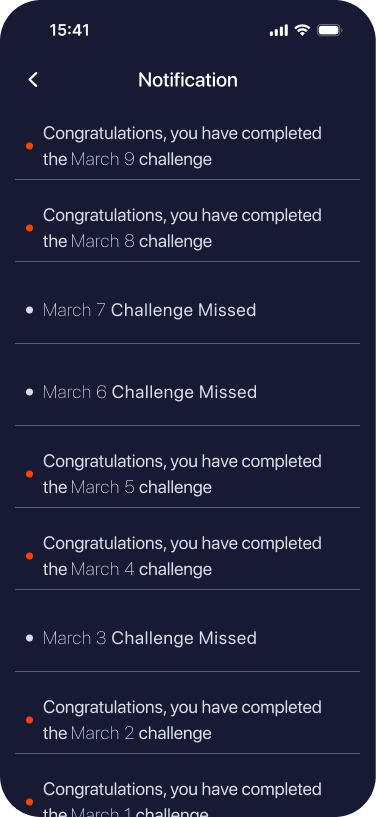 15:41
Notification
Congratulations, you have completed
the March 9 challenge
Congratulations, you have completed
the March 8 challenge
March 7 Challenge Missed
March 6 Challenge Missed
Congratulations, you have completed
the March 5 challenge
Congratulations, you have completed
the March 4 challenge
March 3 Challenge Missed
Congratulations, you have completed
the March 2 challenge
Congratulations, you have completed
the March 1 challenge